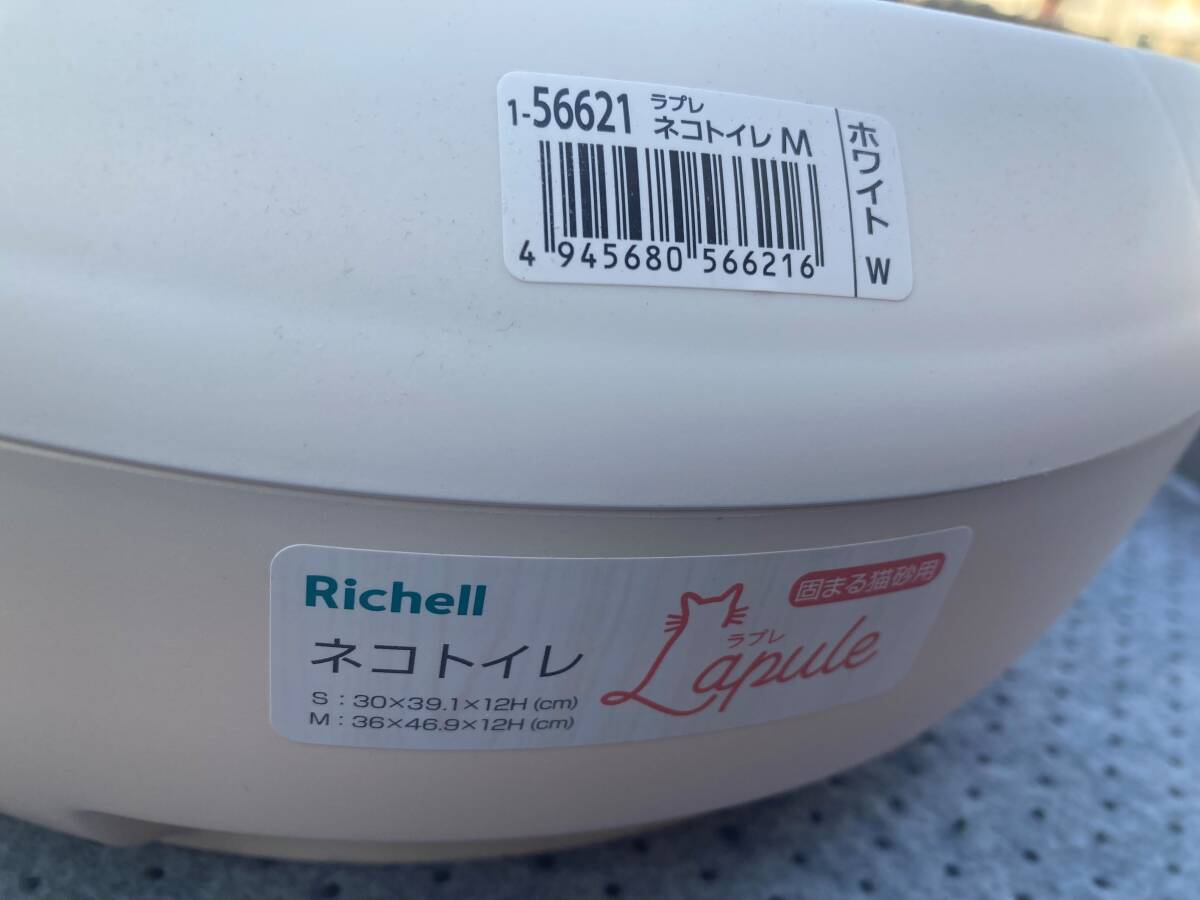 1-56621
ラプレ
ネコトイレ M
ホワイト W
4 945680 566216
Richell
ネコトイレ
S：30×39.1×12H (cm)
M：36×46.9×12H (cm)
固まる猫砂用
ラプレ
Lapule